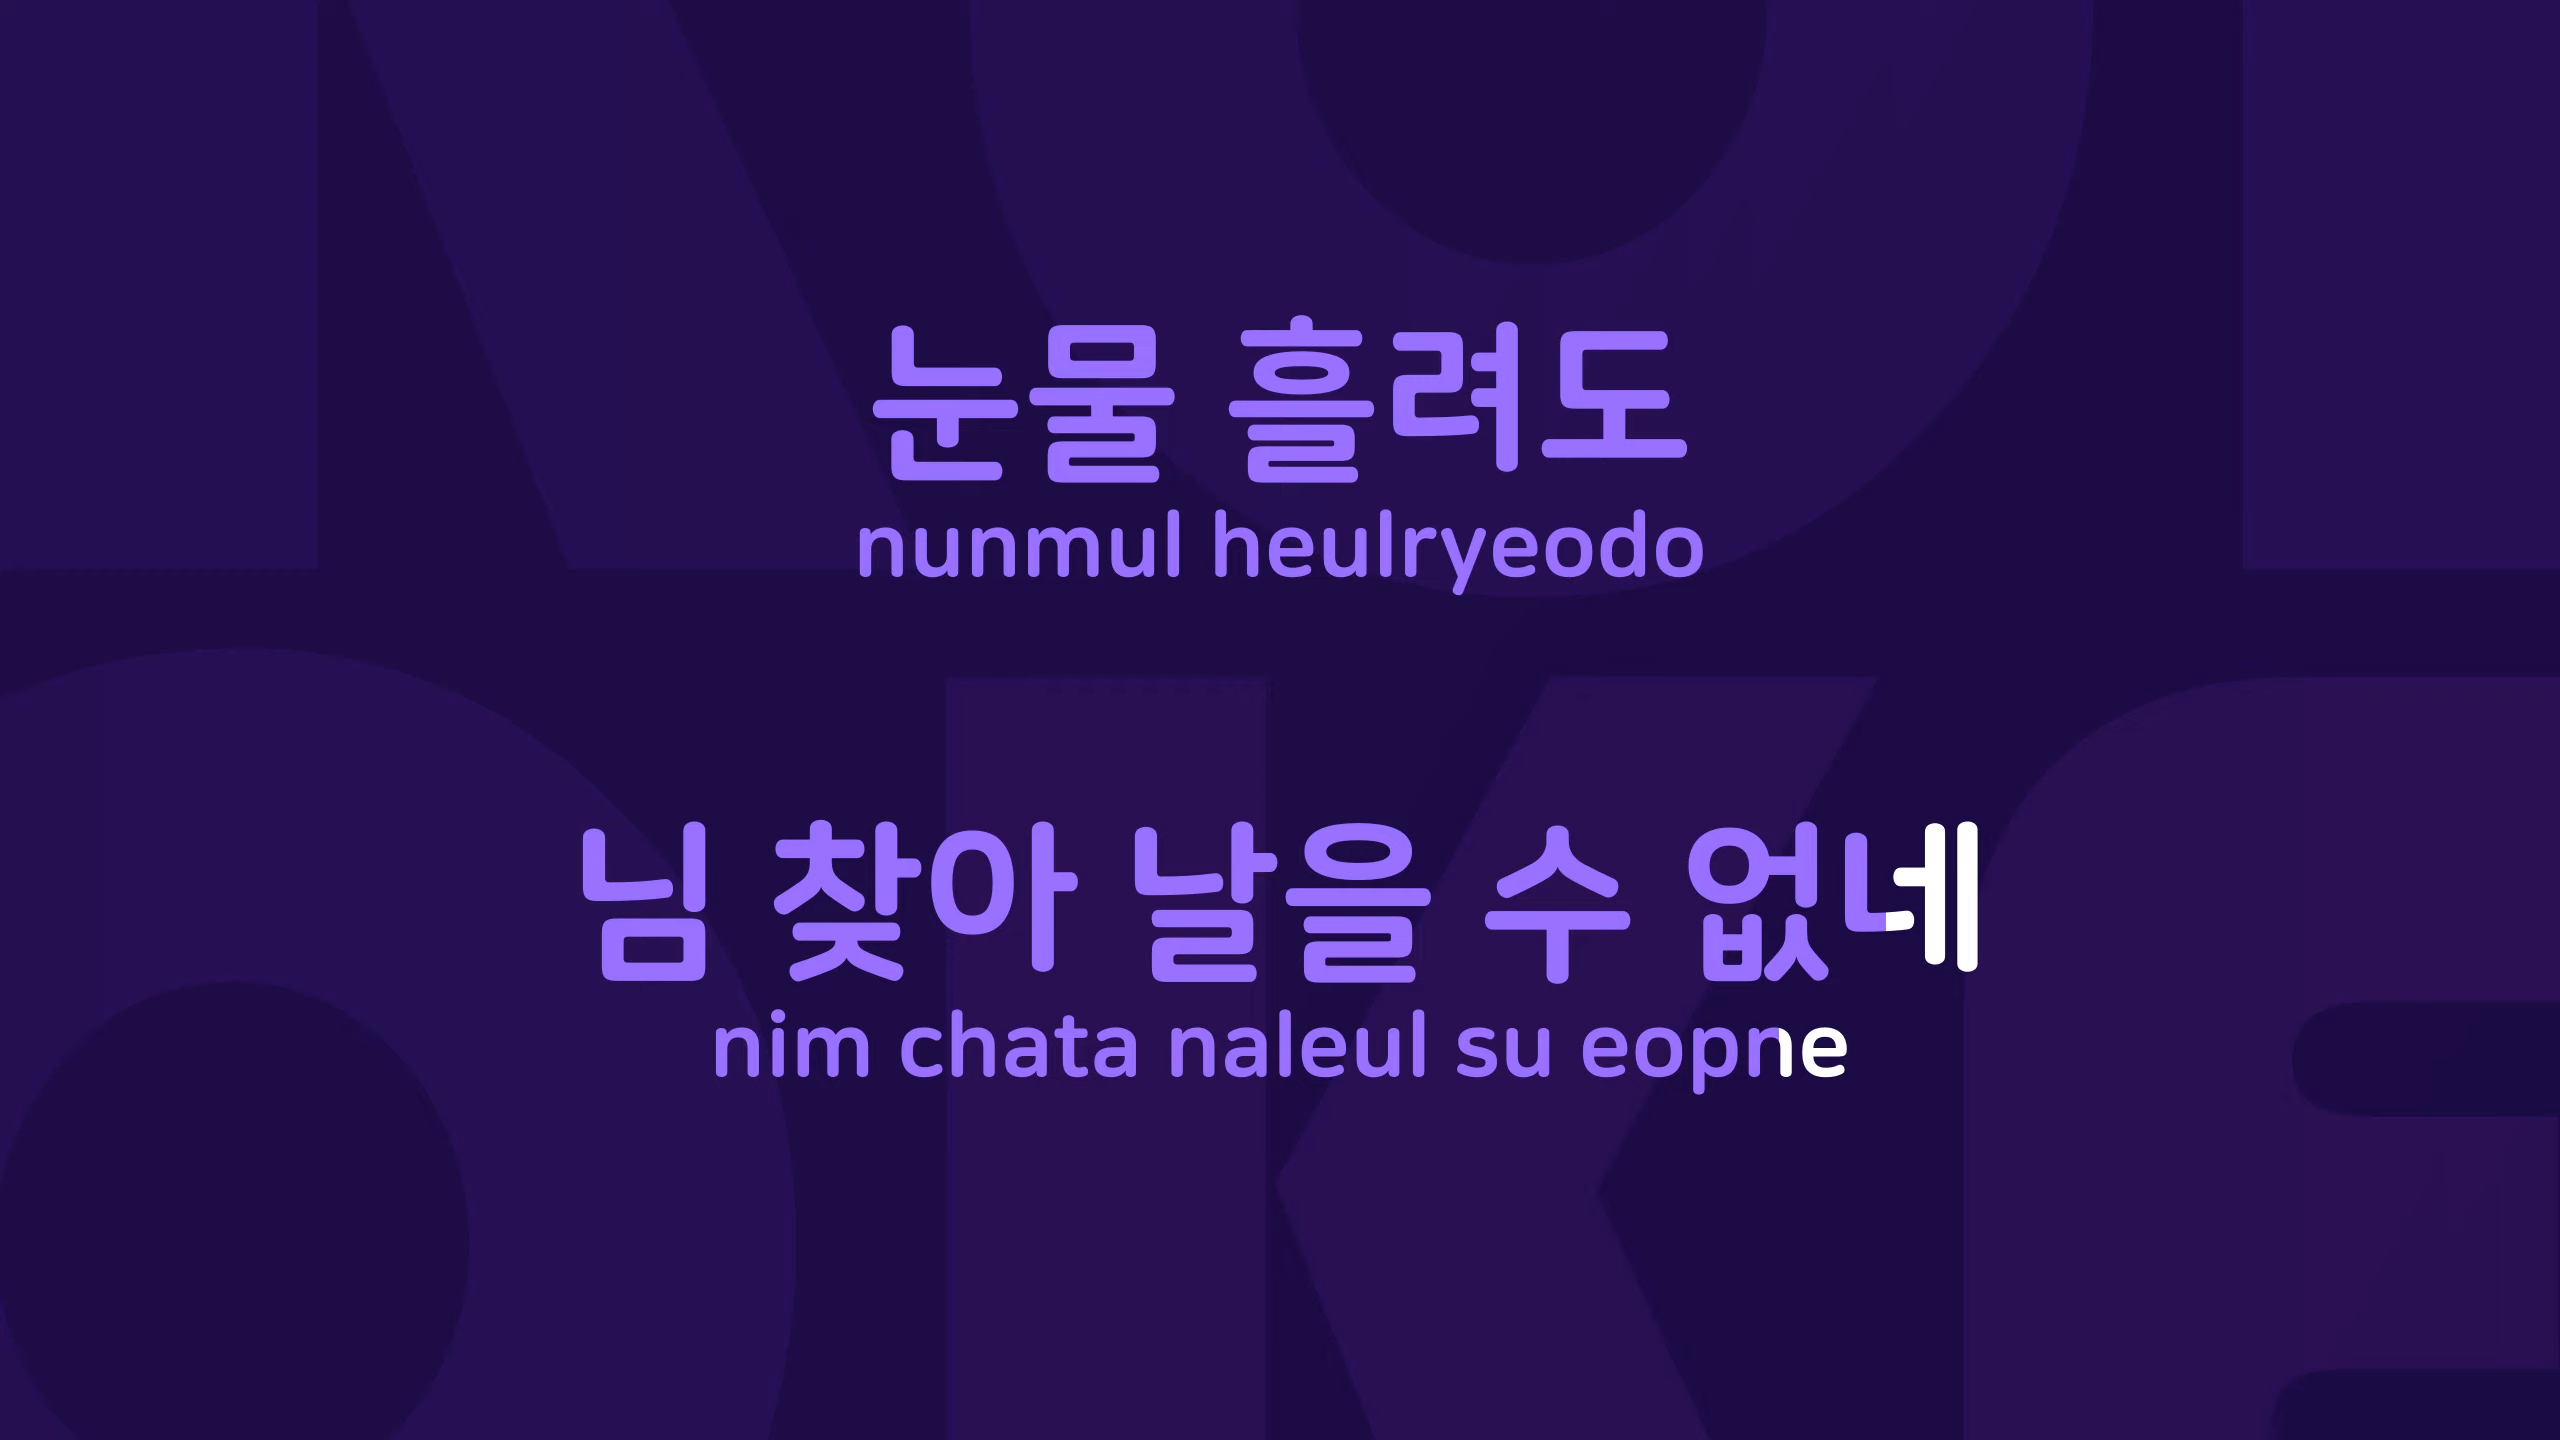 눈물 흘려도
nunmul heulryeodo
님 찾아 날을 수 없네
nim chata naleul su eopne